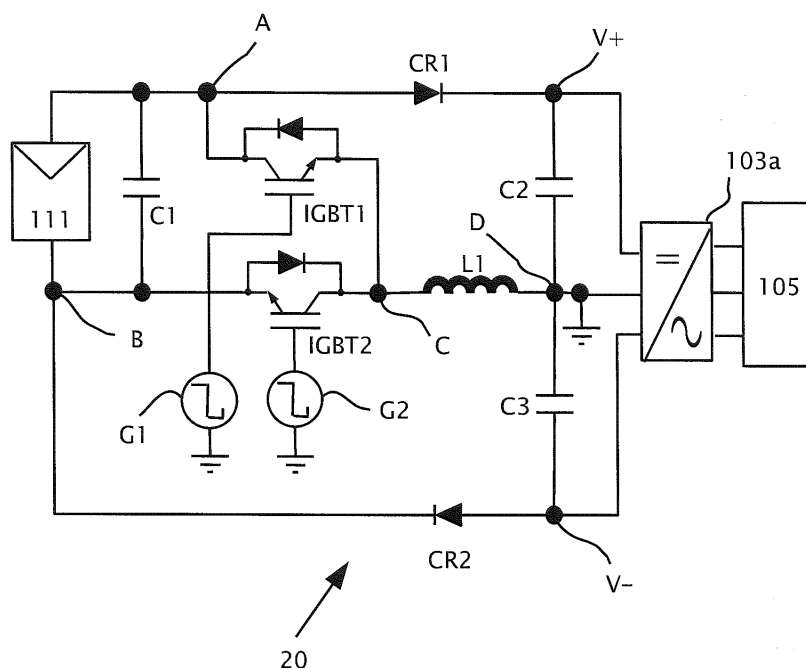 A
V+
CR1
103a
111
C1
IGBT1
C2
D
L1
=
~
105
B
IGBT2
C
G1
G2
C3
CR2
V-
20